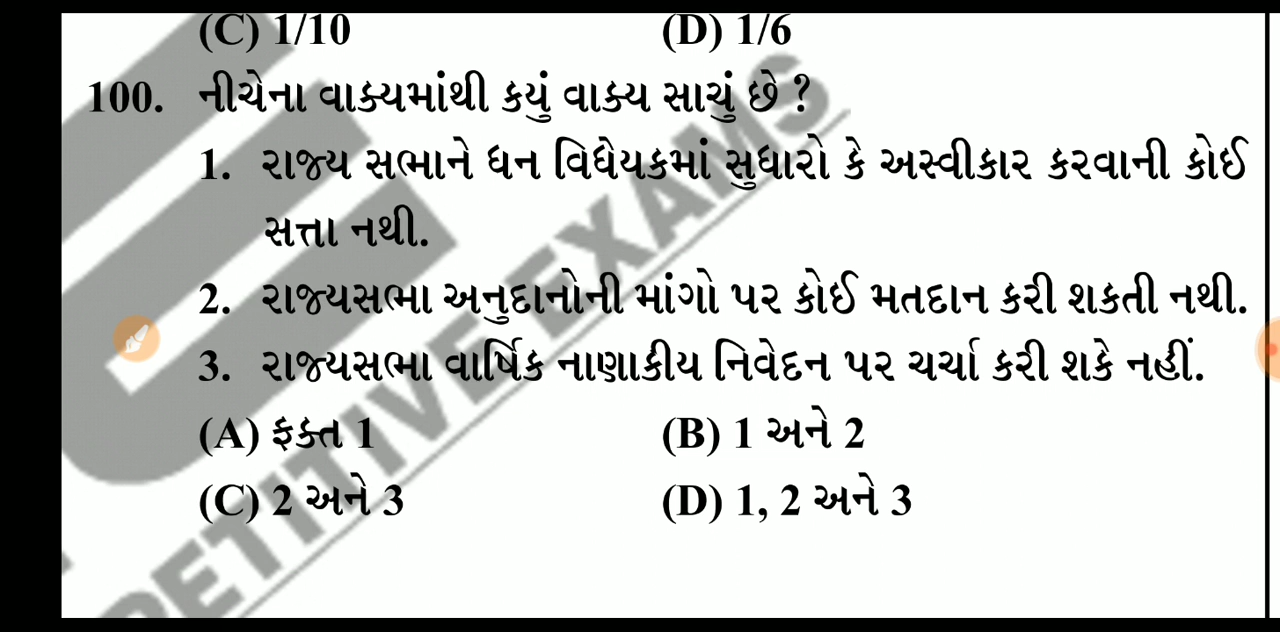 (C) 1/10 (D) 1/6
100. નીચેના વાક્યમાંથી કયું વાક્ય સાચું છે ?
1. રાજ્ય સભાને ધન વિધેયકમાં સુધારો કે અસ્વીકાર કરવાની કોઈ
સત્તા નથી.
2. રાજ્યસભા અનુદાનોની માંગો પર કોઈ મતદાન કરી શકતી નથી.
3. રાજ્યસભા વાર્ષિક નાણાકીય નિવેદન પર ચર્ચા કરી શકે નહીં.
(A) ફક્ત 1 (B) 1 અને 2
(C) 2 અને 3 (D) 1, 2 અને 3
PETITIVE EXAMS